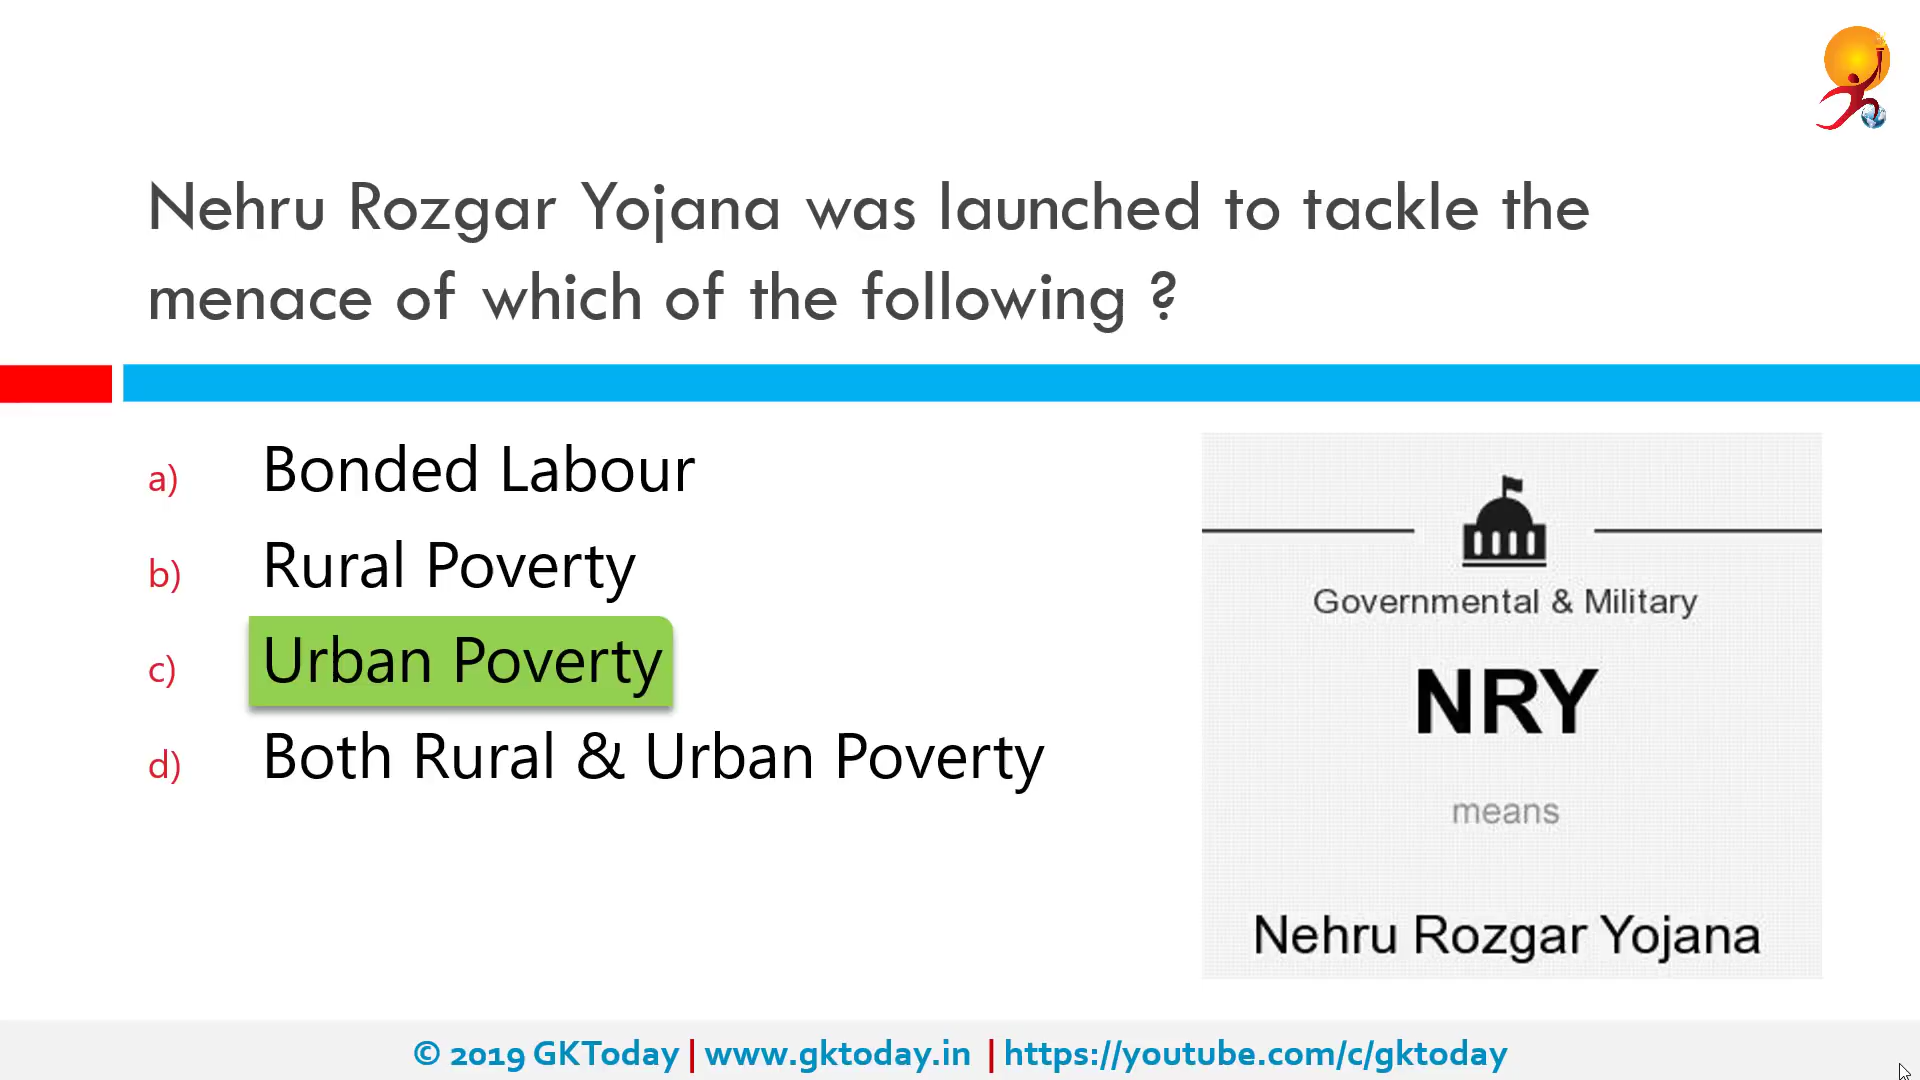 Nehru Rozgar Yojana was launched to tackle the
menace of which of the following ?
a) Bonded Labour
b) Rural Poverty
c) Urban Poverty
d) Both Rural & Urban Poverty
Governmental & Military
NRY
means
Nehru Rozgar Yojana
© 2019 GKToday | www.gktoday.in | https://youtube.com/c/gktoday